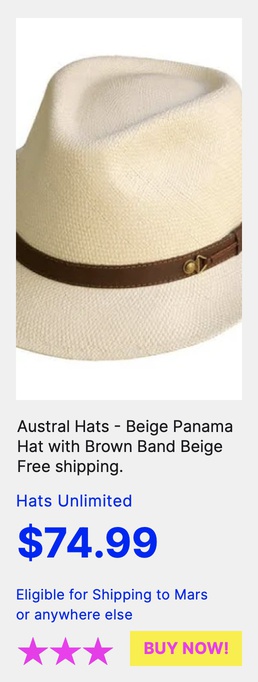 Austral Hats - Beige Panama
Hat with Brown Band Beige
Free shipping.
Hats Unlimited
$74.99
Eligible for Shipping to Mars
or anywhere else
BUY NOW!